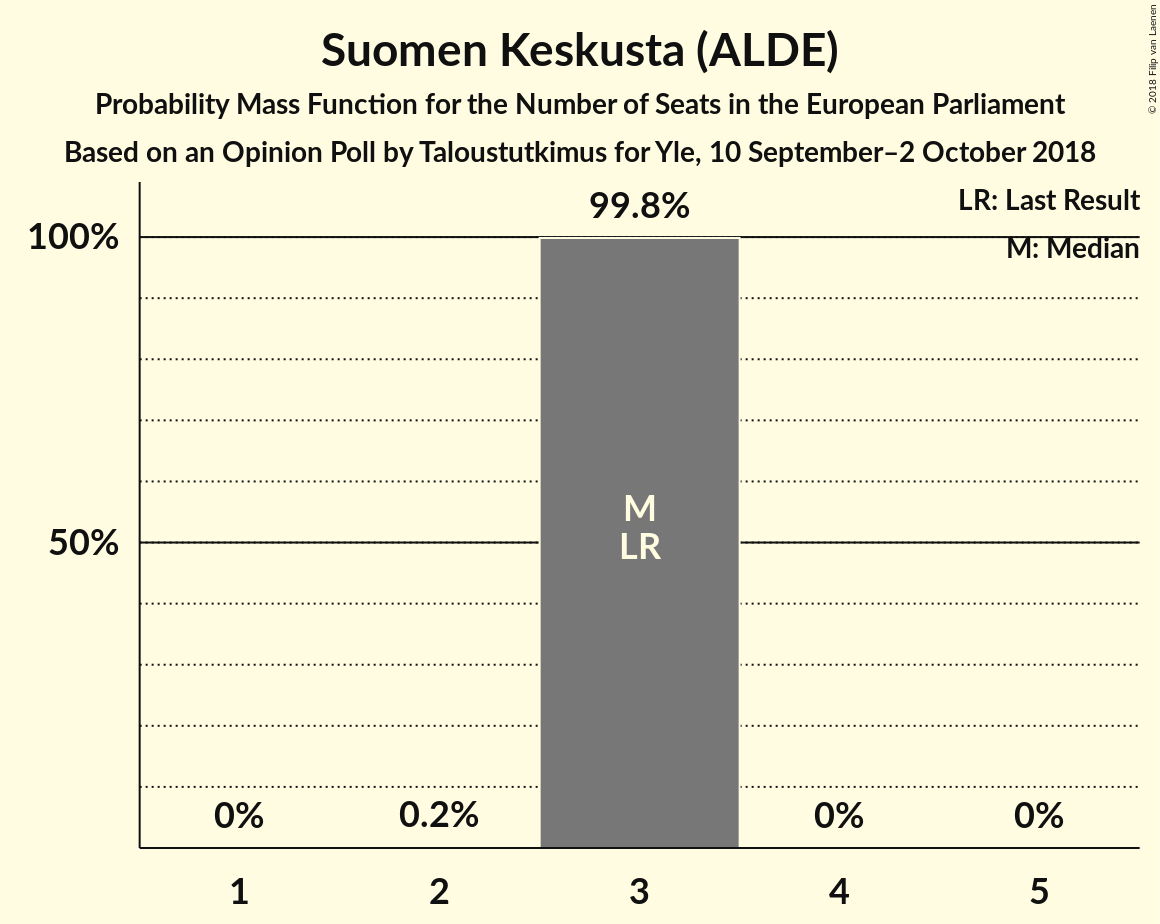 Suomen Keskusta (ALDE)
Probability Mass Function for the Number of Seats in the European Parliament
Based on an Opinion Poll by Taloustutkimus for Yle, 10 September–2 October 2018
© 2018 Filip van Laenen
LR: Last Result
M: Median
99.8%
100%
50%
M
LR
0%
0.2%
0%
0%
1
2
3
4
5